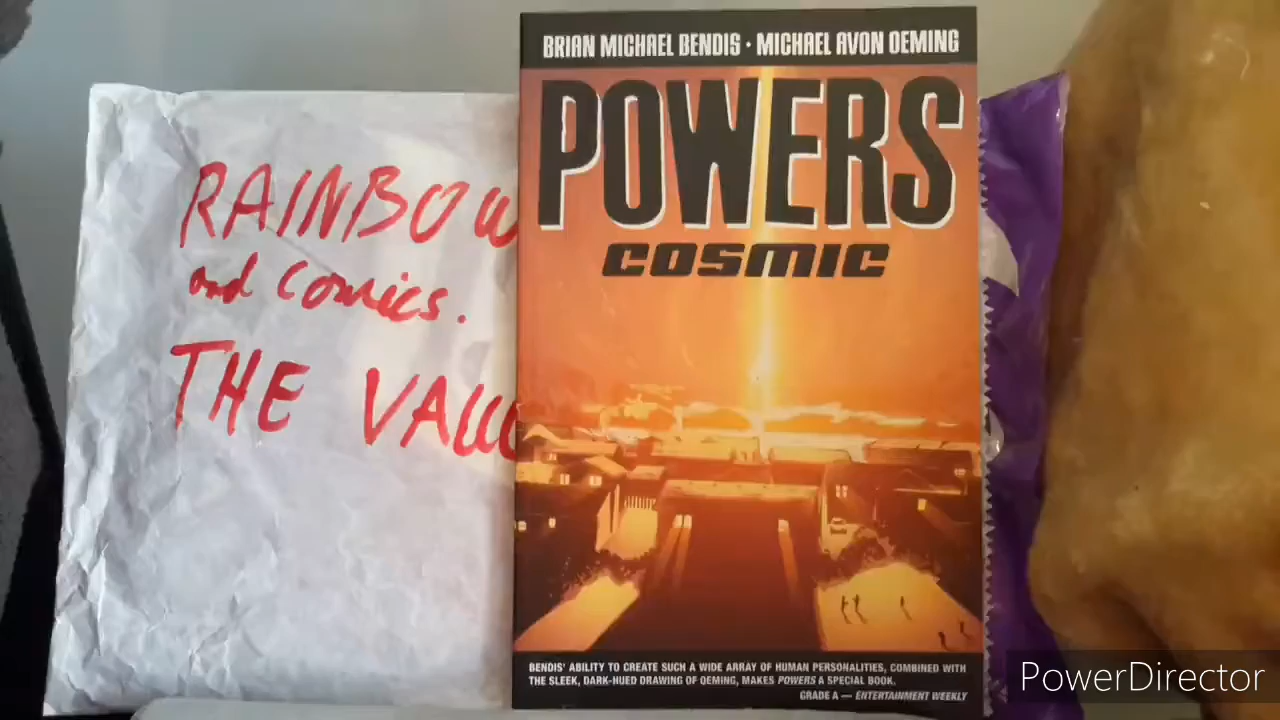 RAINBOW
and Comics.
THE VAU
BRIAN MICHAEL BENDIS • MICHAEL AVON OEMING
POWERS
COSMIC
BENDIS' ABILITY TO CREATE SUCH A WIDE ARRAY OF HUMAN PERSONALITIES, COMBINED WITH
THE SLEEK, DARK-HUED DRAWING OF OEMING, MAKES POWERS A SPECIAL BOOK.
GRADE A — ENTERTAINMENT WEEKLY
PowerDirector